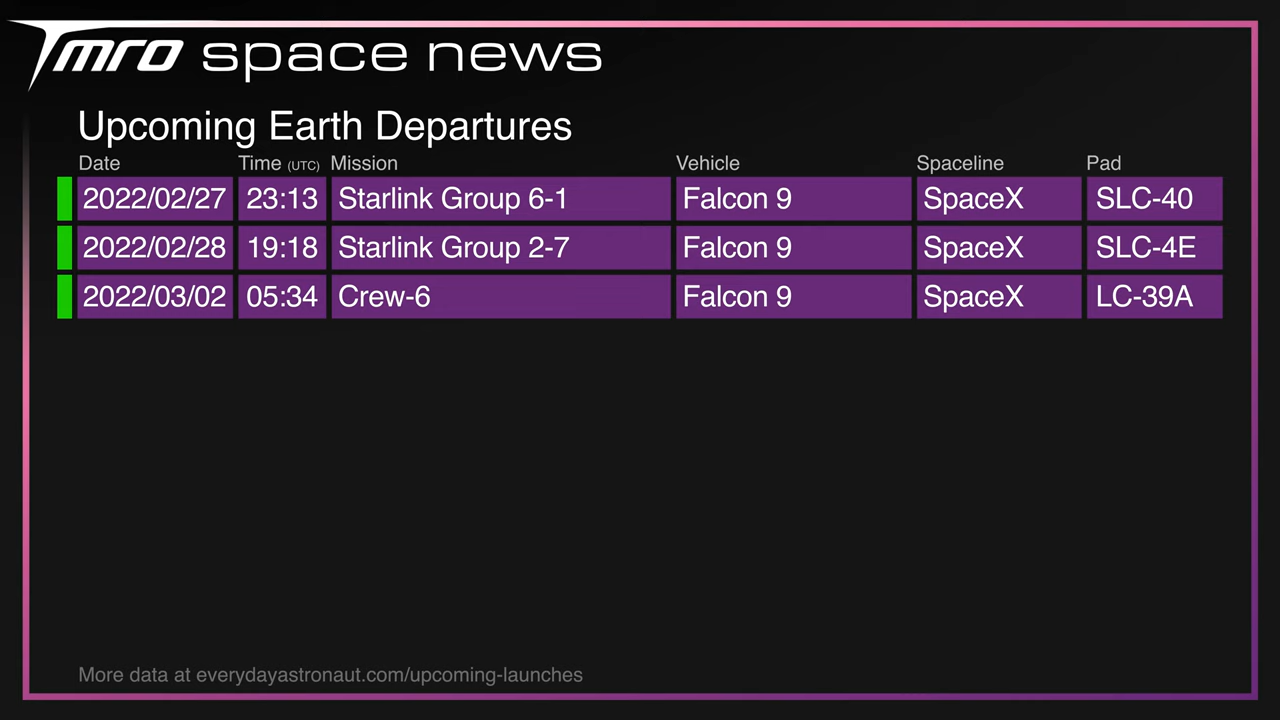 Tmro space news
Upcoming Earth Departures
Date Time (UTC) Mission Vehicle Spaceline Pad
2022/02/27 23:13 Starlink Group 6-1 Falcon 9 SpaceX SLC-40
2022/02/28 19:18 Starlink Group 2-7 Falcon 9 SpaceX SLC-4E
2022/03/02 05:34 Crew-6 Falcon 9 SpaceX LC-39A
More data at everydayastronaut.com/upcoming-launches